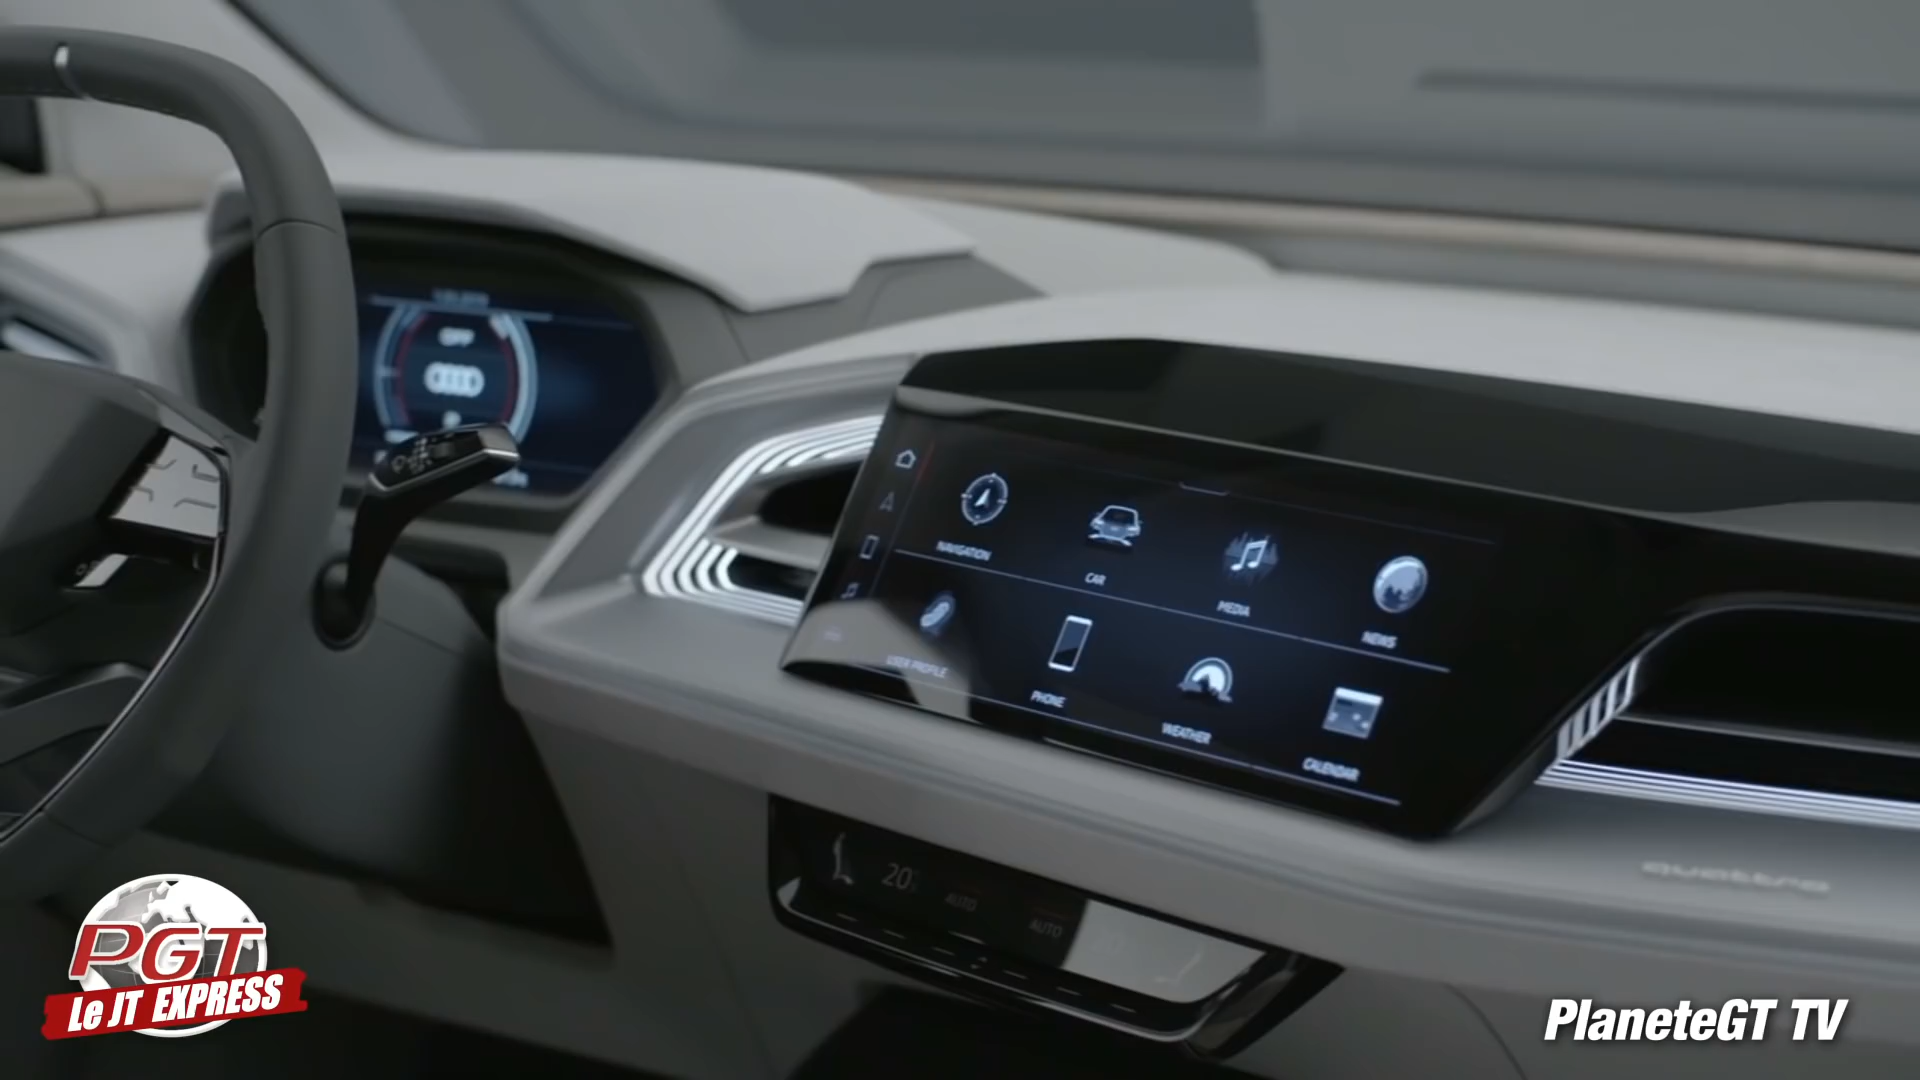 OFF
NAVIGATION
CAR
MEDIA
NEWS
USER PROFILE
PHONE
WEATHER
CALENDAR
20°
AUTO
AUTO
quattro
PGT
Le JT EXPRESS
PlaneteGT TV